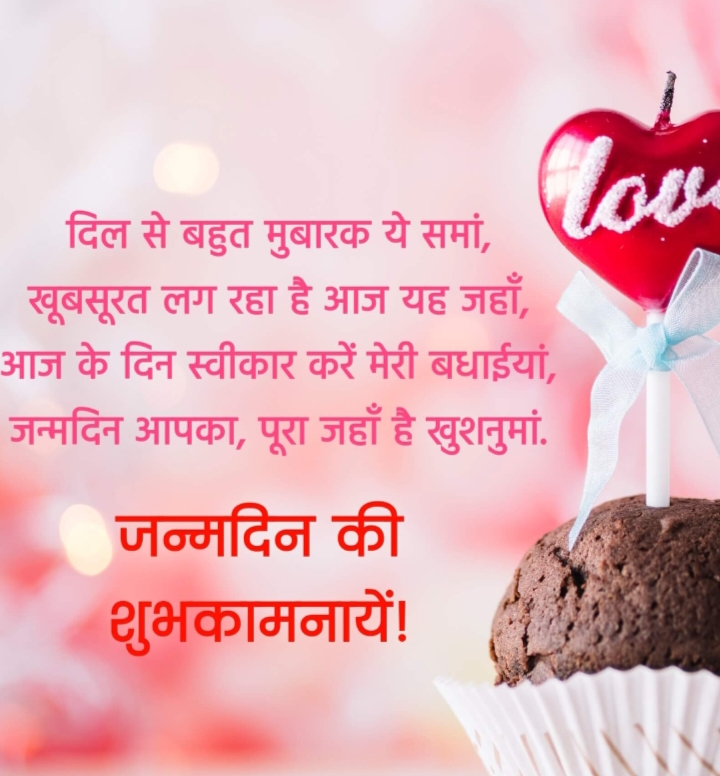 दिल से बहुत मुबारक ये समां,
खूबसूरत लग रहा है आज यह जहाँ,
आज के दिन स्वीकार करें मेरी बधाईयां,
जन्मदिन आपका, पूरा जहाँ है खुशनुमां.
जन्मदिन की
शुभकामनायें!